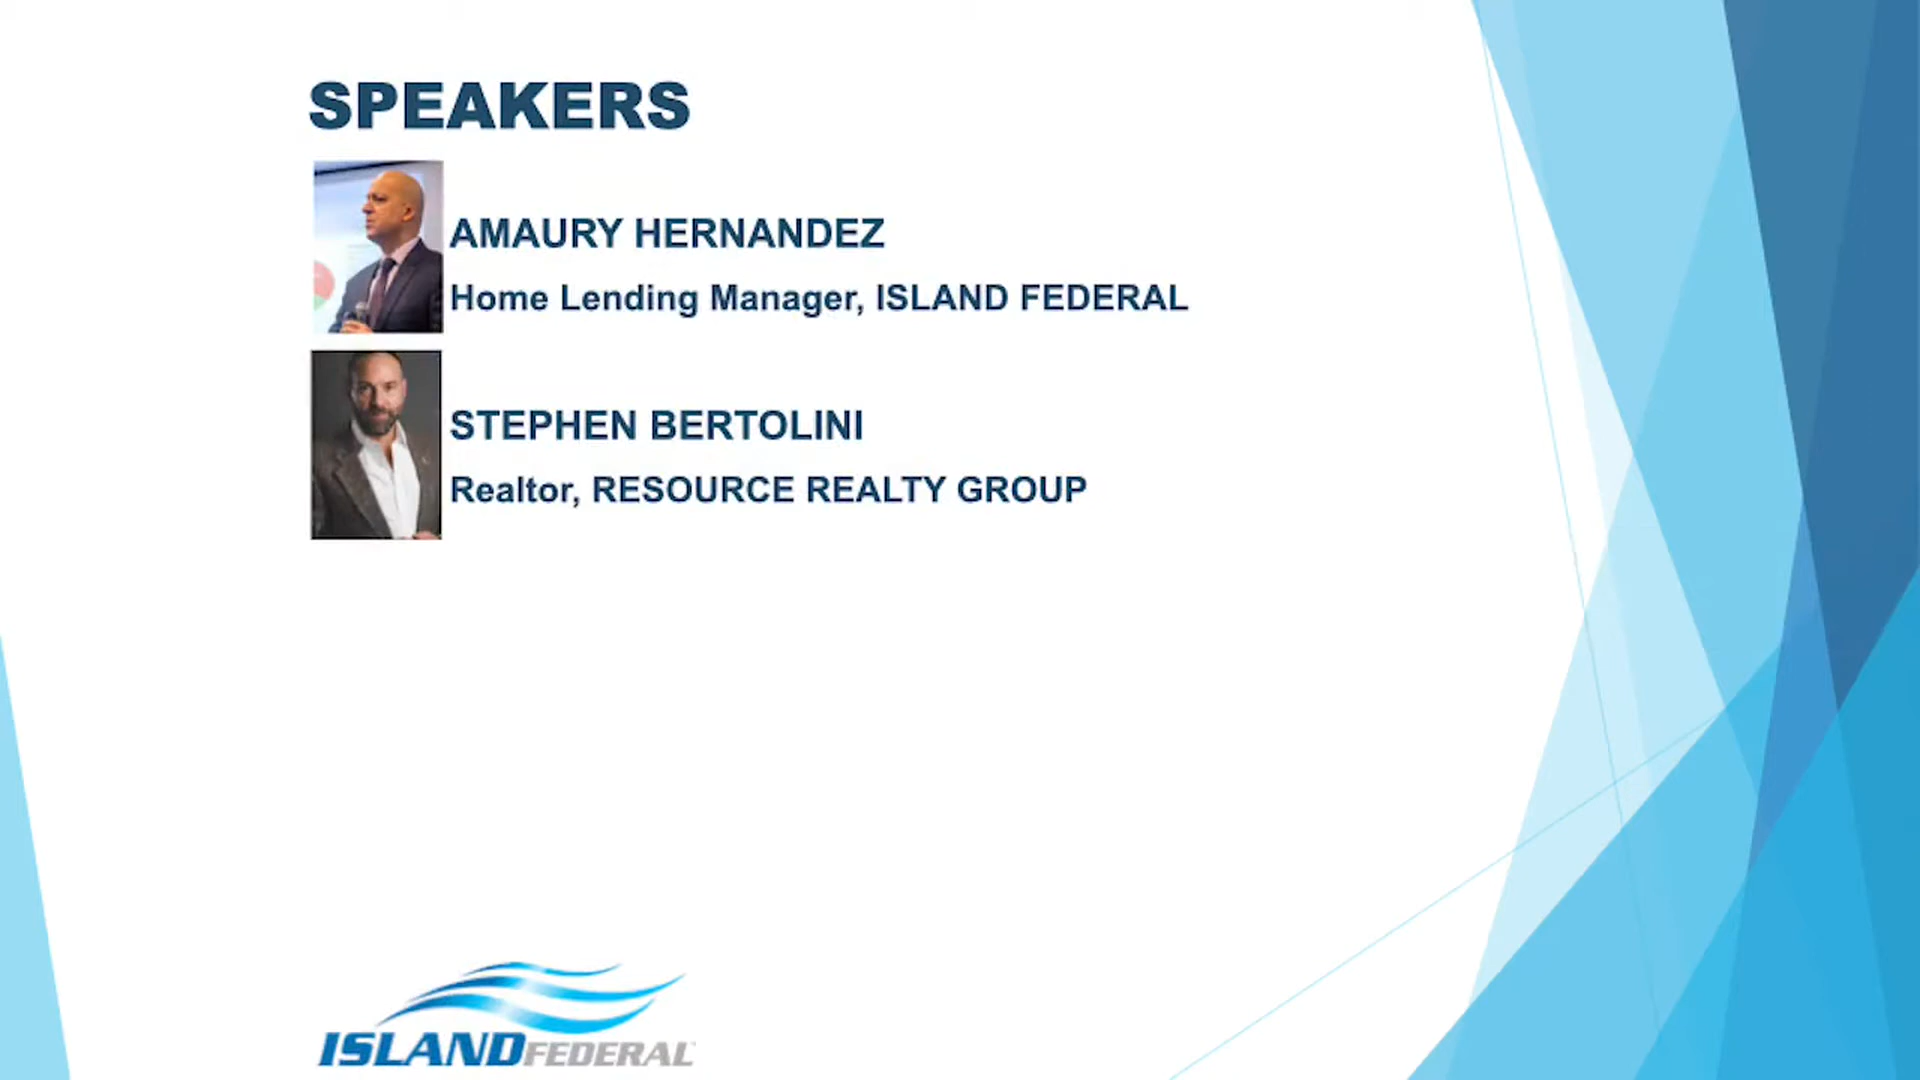 SPEAKERS
AMAURY HERNANDEZ
Home Lending Manager, ISLAND FEDERAL
STEPHEN BERTOLINI
Realtor, RESOURCE REALTY GROUP
ISLAND FEDERAL